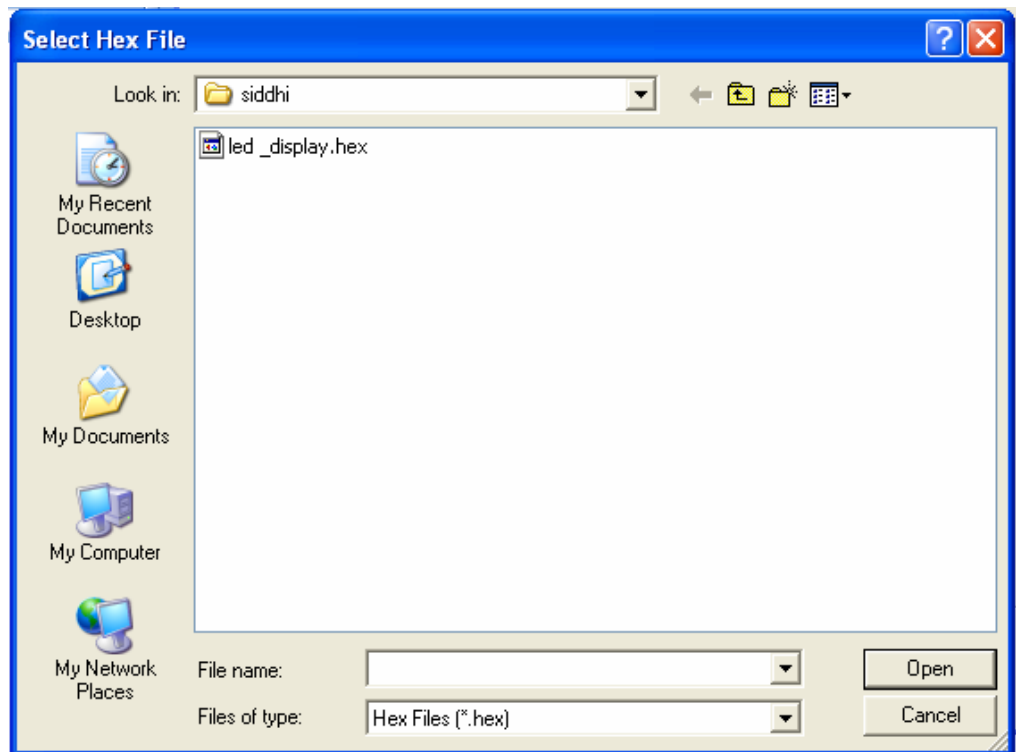 Select Hex File
Look in:
siddhi
led _display.hex
My Recent
Documents
Desktop
My Documents
My Computer
My Network
Places
File name:
Open
Files of type:
Hex Files (*.hex)
Cancel